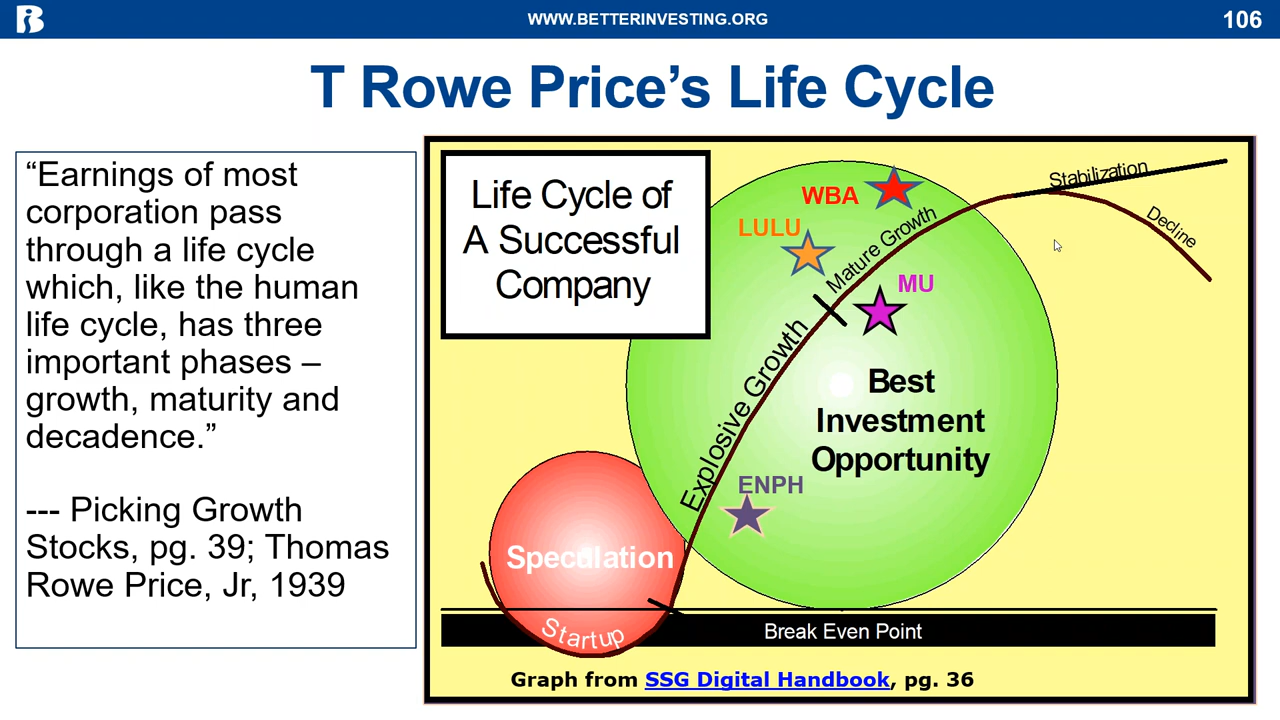 WWW.BETTERINVESTING.ORG
106
T Rowe Price’s Life Cycle
“Earnings of most
corporation pass
through a life cycle
which, like the human
life cycle, has three
important phases –
growth, maturity and
decadence.”
--- Picking Growth
Stocks, pg. 39; Thomas
Rowe Price, Jr, 1939
Life Cycle of
A Successful
Company
WBA
LULU
MU
ENPH
Stabilization
Decline
Mature Growth
Explosive Growth
Best
Investment
Opportunity
Speculation
Startup
Break Even Point
Graph from SSG Digital Handbook, pg. 36